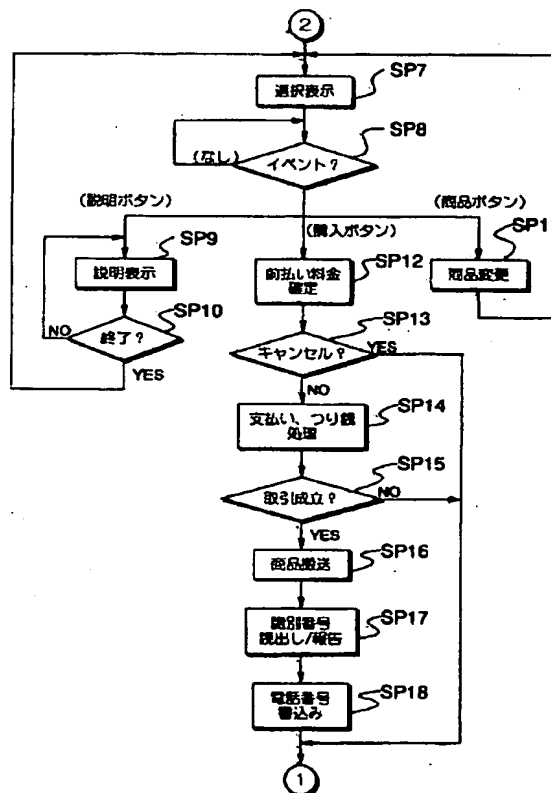 2
SP7
選択表示
SP8
イベント?
(なし)
(説明ボタン)
(購入ボタン)
(商品ボタン)
SP9
説明表示
SP12
前払い料金
確定
SP1
商品変更
SP10
終了?
NO
YES
SP13
キャンセル?
YES
NO
SP14
支払い、つり銭
処理
SP15
取引成立?
NO
YES
SP16
商品搬送
SP17
識別番号
読出し/報告
SP18
電話番号
書込み
1